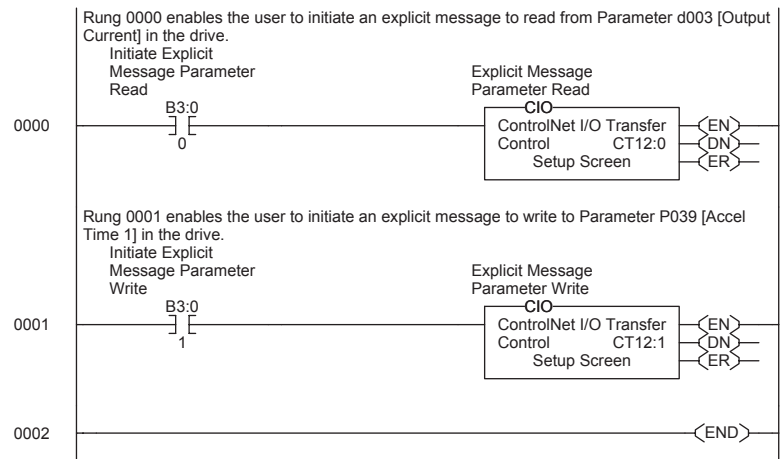 Rung 0000 enables the user to initiate an explicit message to read from Parameter d003 [Output
Current] in the drive.
Initiate Explicit
Message Parameter
Read
B3:0
0
Explicit Message
Parameter Read
CIO
ControlNet I/O Transfer
Control CT12:0
Setup Screen
EN
DN
ER
0000
Rung 0001 enables the user to initiate an explicit message to write to Parameter P039 [Accel
Time 1] in the drive.
Initiate Explicit
Message Parameter
Write
B3:0
1
Explicit Message
Parameter Write
CIO
ControlNet I/O Transfer
Control CT12:1
Setup Screen
EN
DN
ER
0001
0002
END